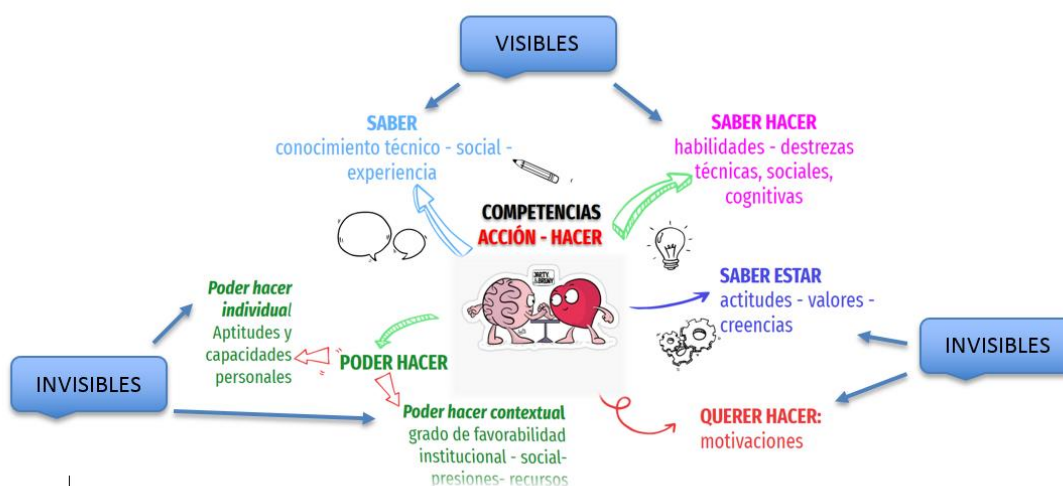 VISIBLES
SABER
conocimiento técnico - social -
experiencia
SABER HACER
habilidades - destrezas
técnicas, sociales,
cognitivas
COMPETENCIAS
ACCIÓN - HACER
SABER ESTAR
actitudes - valores -
creencias
Poder hacer
individual
Aptitudes y
capacidades
personales
PODER HACER
INVISIBLES
INVISIBLES
Poder hacer contextual
grado de favorabilidad
institucional - social-
presiones- recursos
QUERER HACER:
motivaciones